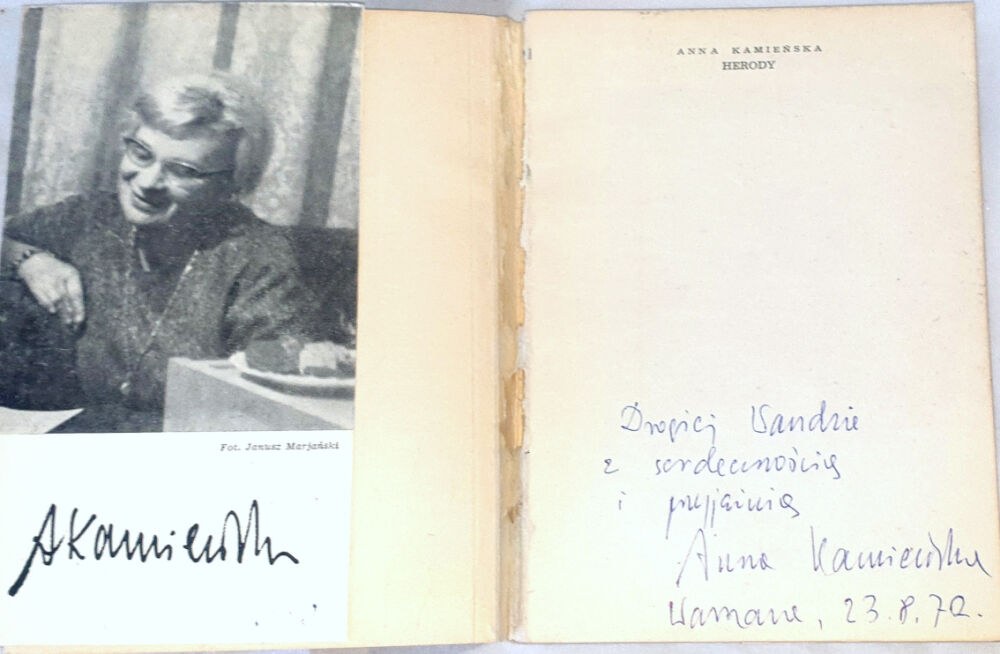 Fot. Janusz Marjański
AKamieńska
ANNA KAMIEŃSKA
HERODY
Drogiej Wandzie
z serdecznością
i przyjaźnią
Anna Kamieńska
Warszawa, 23.8.72.